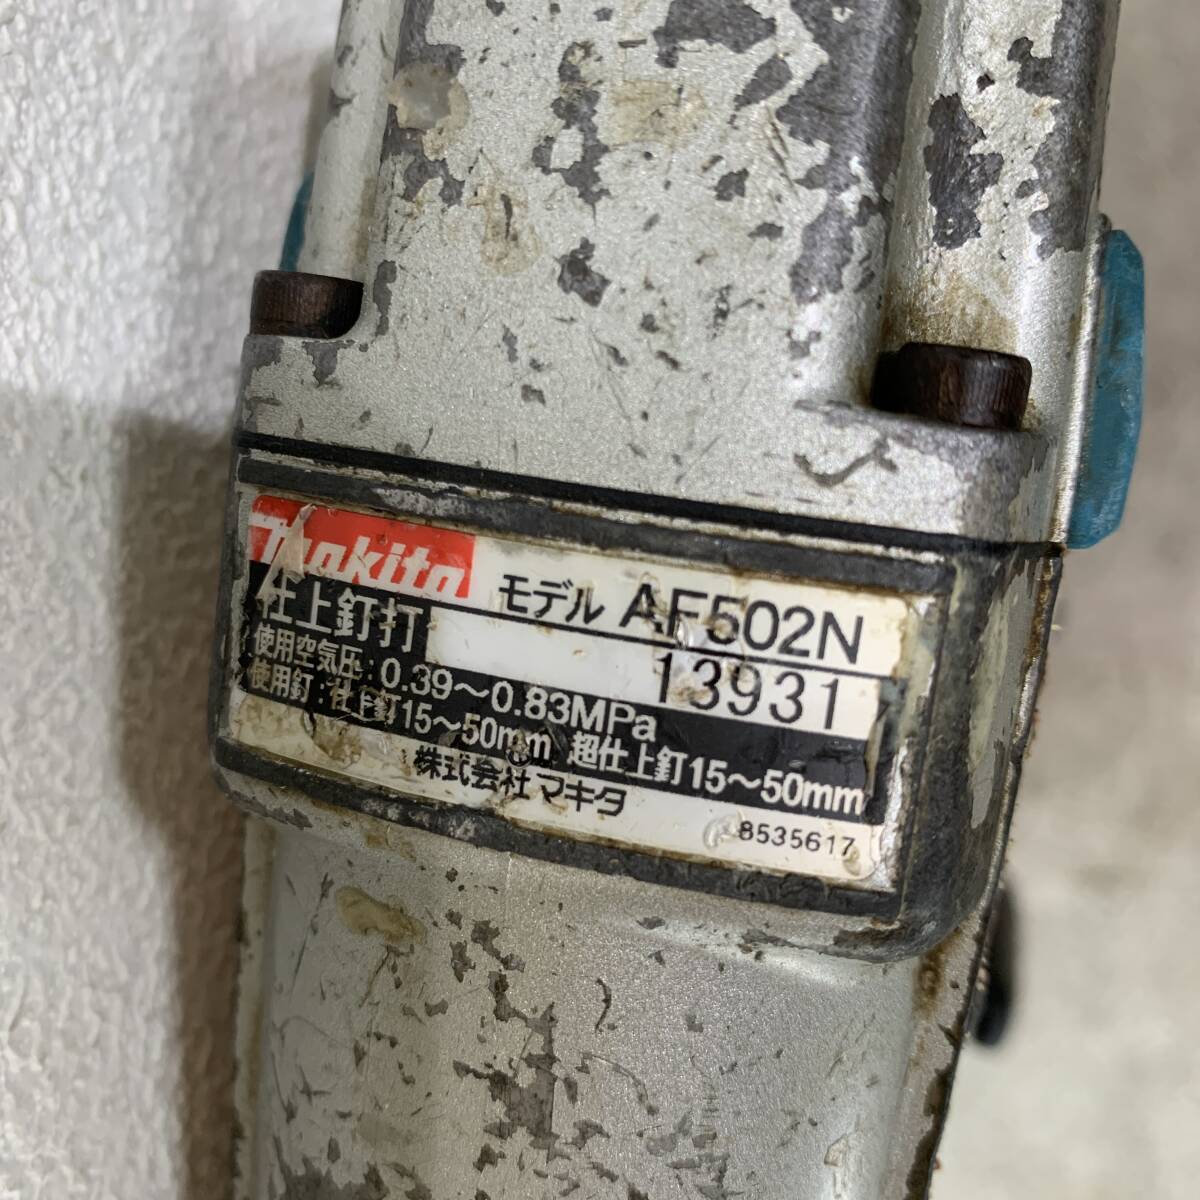 makita モデル AF502N
仕上釘打 13931
使用空気圧:0.39～0.83MPa
使用釘:仕上釘15～50mm 超仕上釘15～50mm
株式会社マキタ
8535617